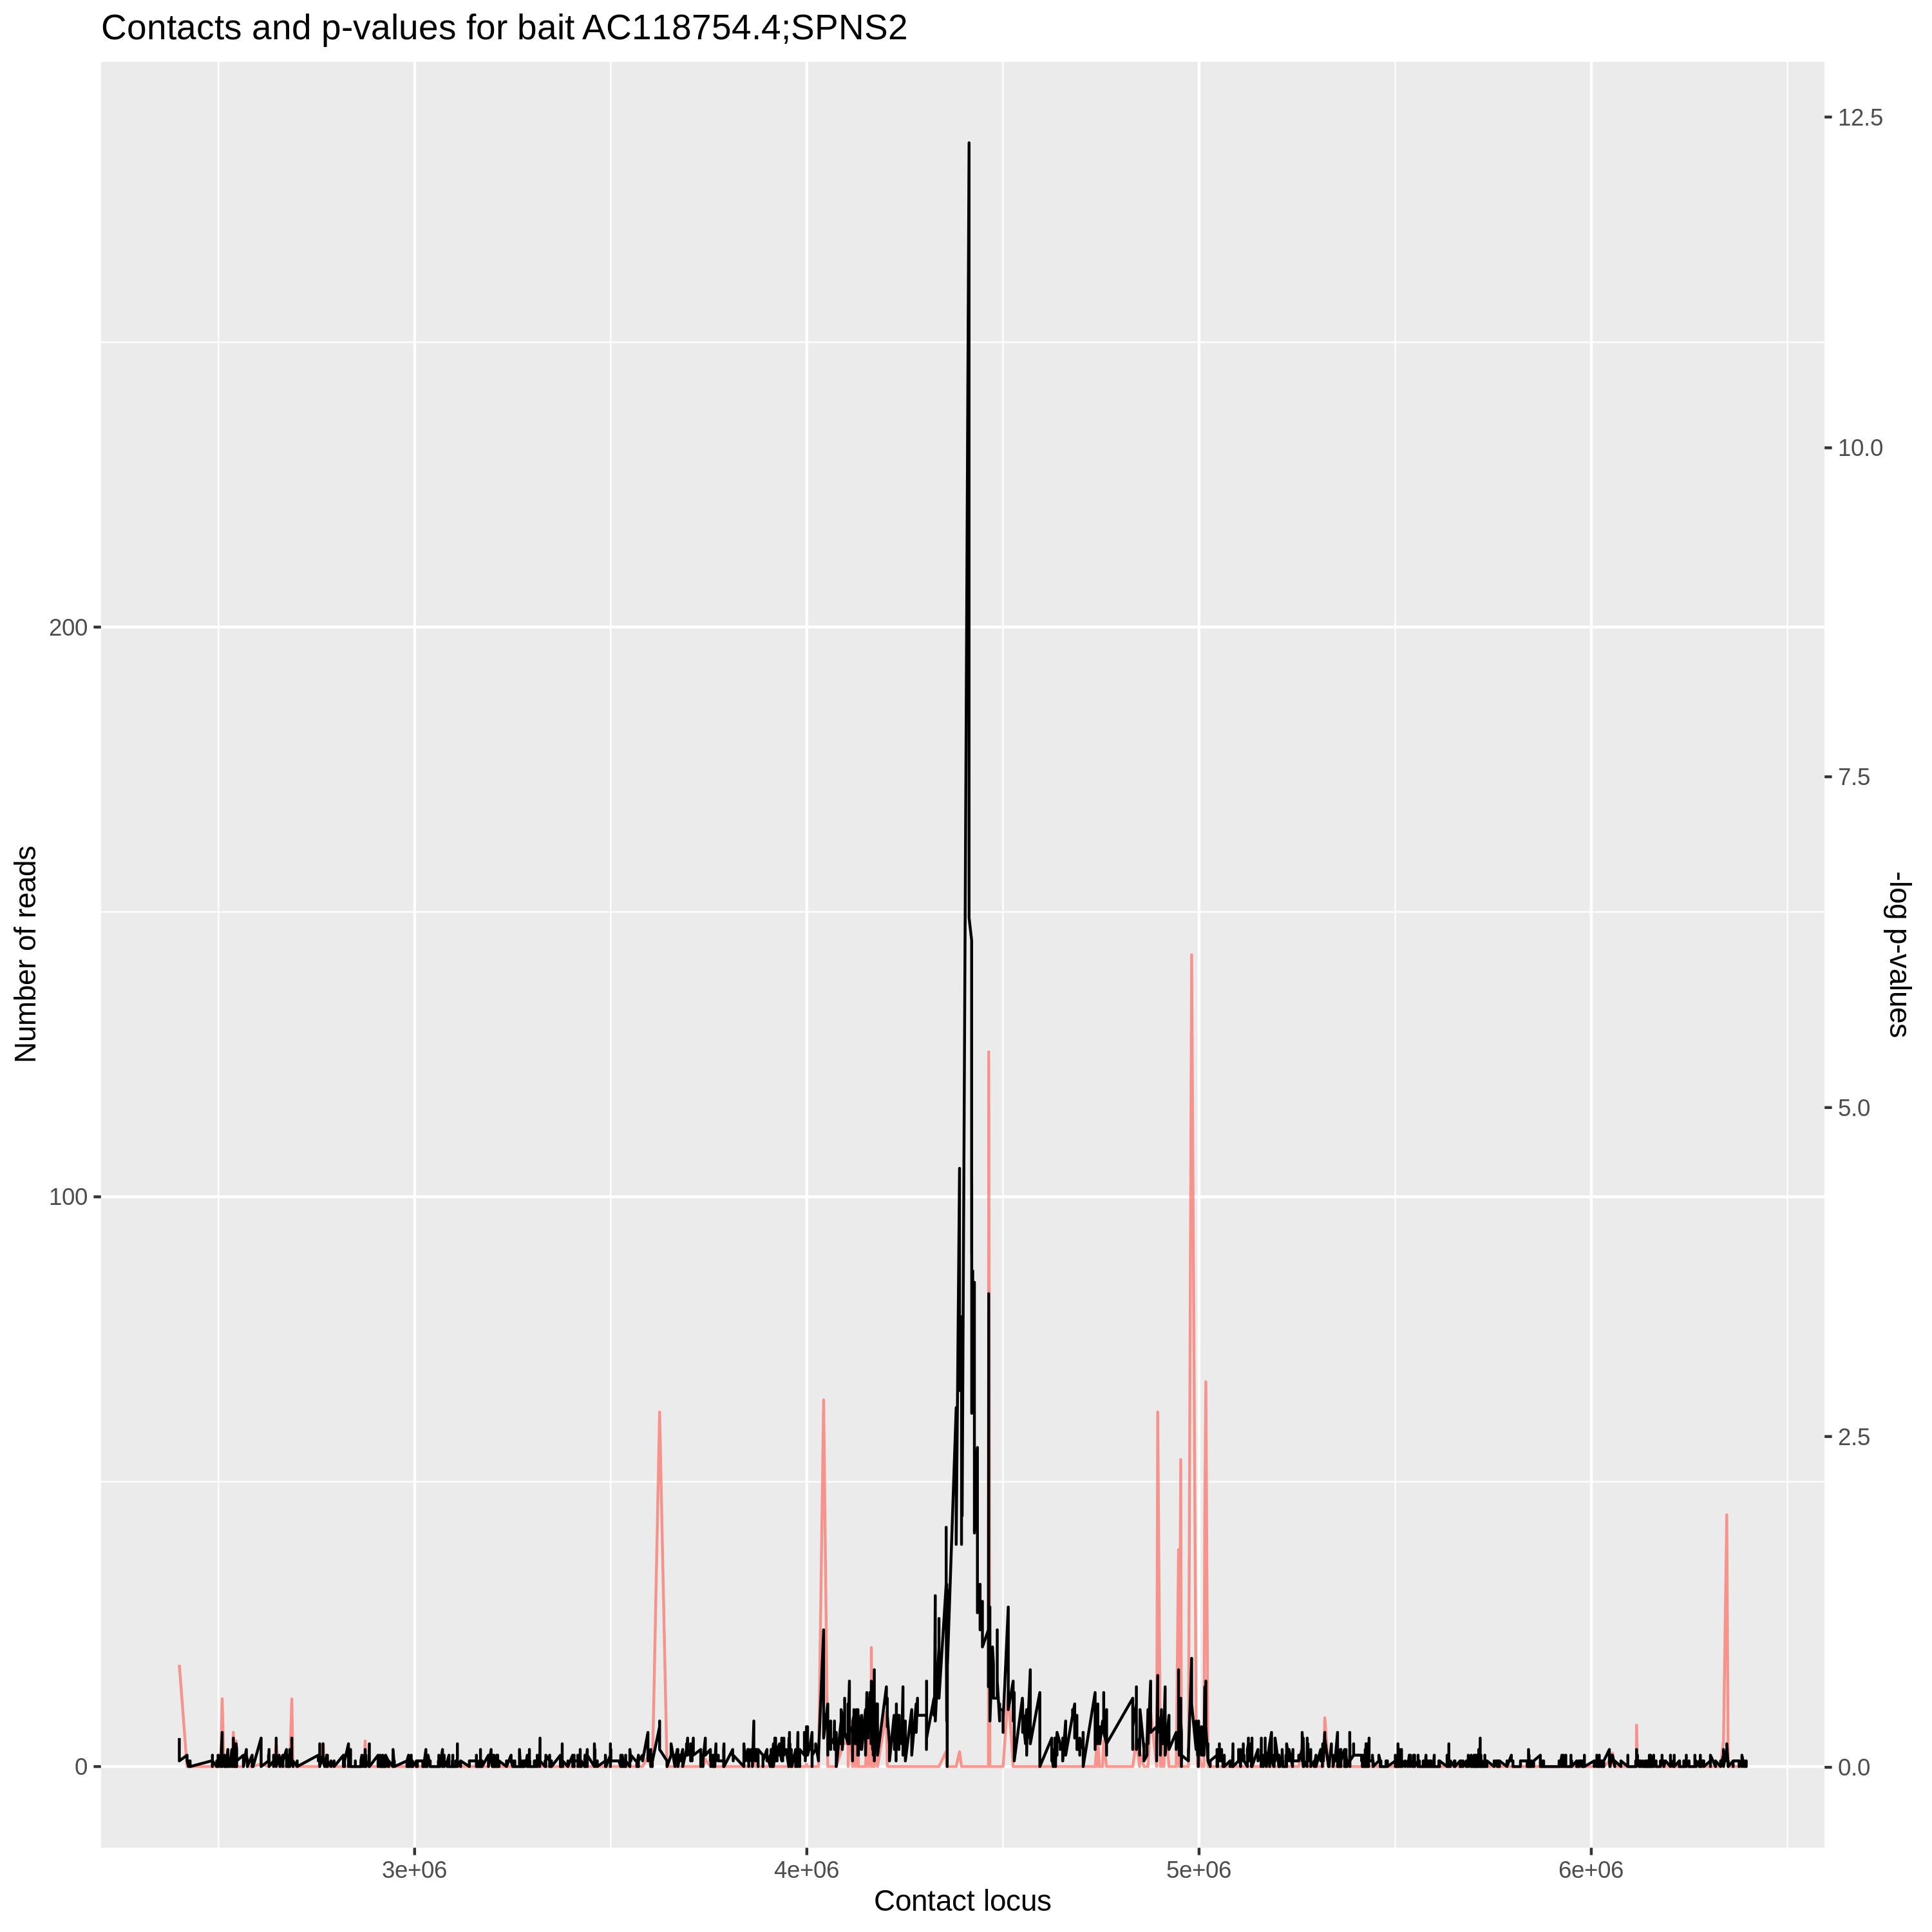 Contacts and p-values for bait AC118754.4;SPNS2
12.5
10.0
200
7.5
Number of reads
-log p-values
5.0
100
2.5
0
0.0
3e+06
4e+06
5e+06
6e+06
Contact locus